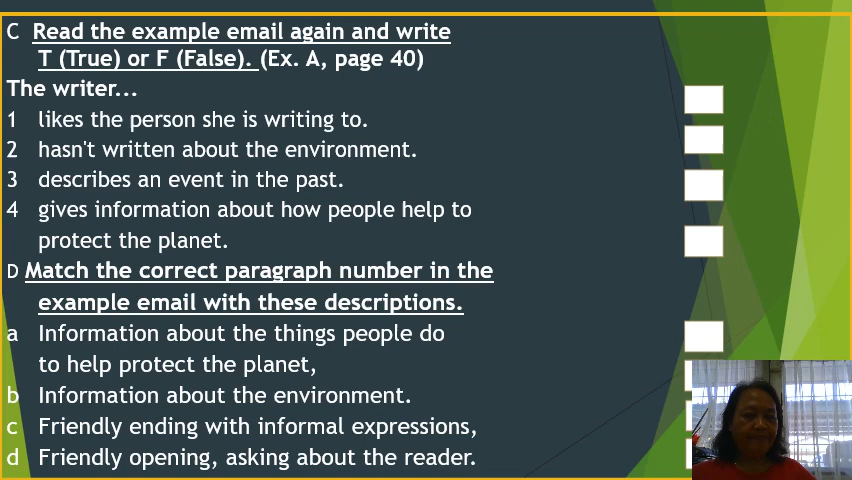 C Read the example email again and write
T (True) or F (False). (Ex. A, page 40)
The writer...
1 likes the person she is writing to.
2 hasn't written about the environment.
3 describes an event in the past.
4 gives information about how people help to
protect the planet.
D Match the correct paragraph number in the
example email with these descriptions.
a Information about the things people do
to help protect the planet,
b Information about the environment.
c Friendly ending with informal expressions,
d Friendly opening, asking about the reader.